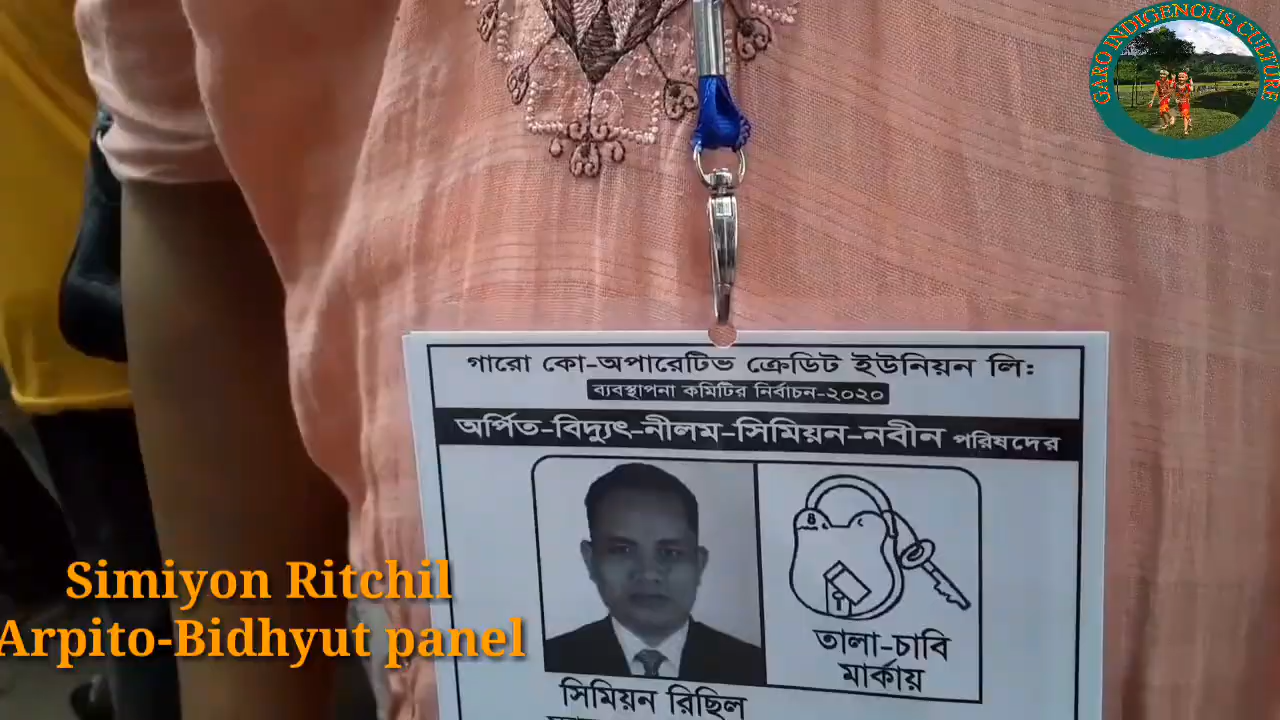 GARO INDIGENOUS CULTURE
গারো কো-অপারেটিভ ক্রেডিট ইউনিয়ন লি:
ব্যবস্থাপনা কমিটির নির্বাচন-২০২০
অর্পিত-বিদ্যুৎ-নীলম-সিমিয়ন-নবীন পরিষদের
তালা-চাবি
মার্কায়
সিমিয়ন রিছিল
Simiyon Ritchil
Arpito-Bidhyut panel